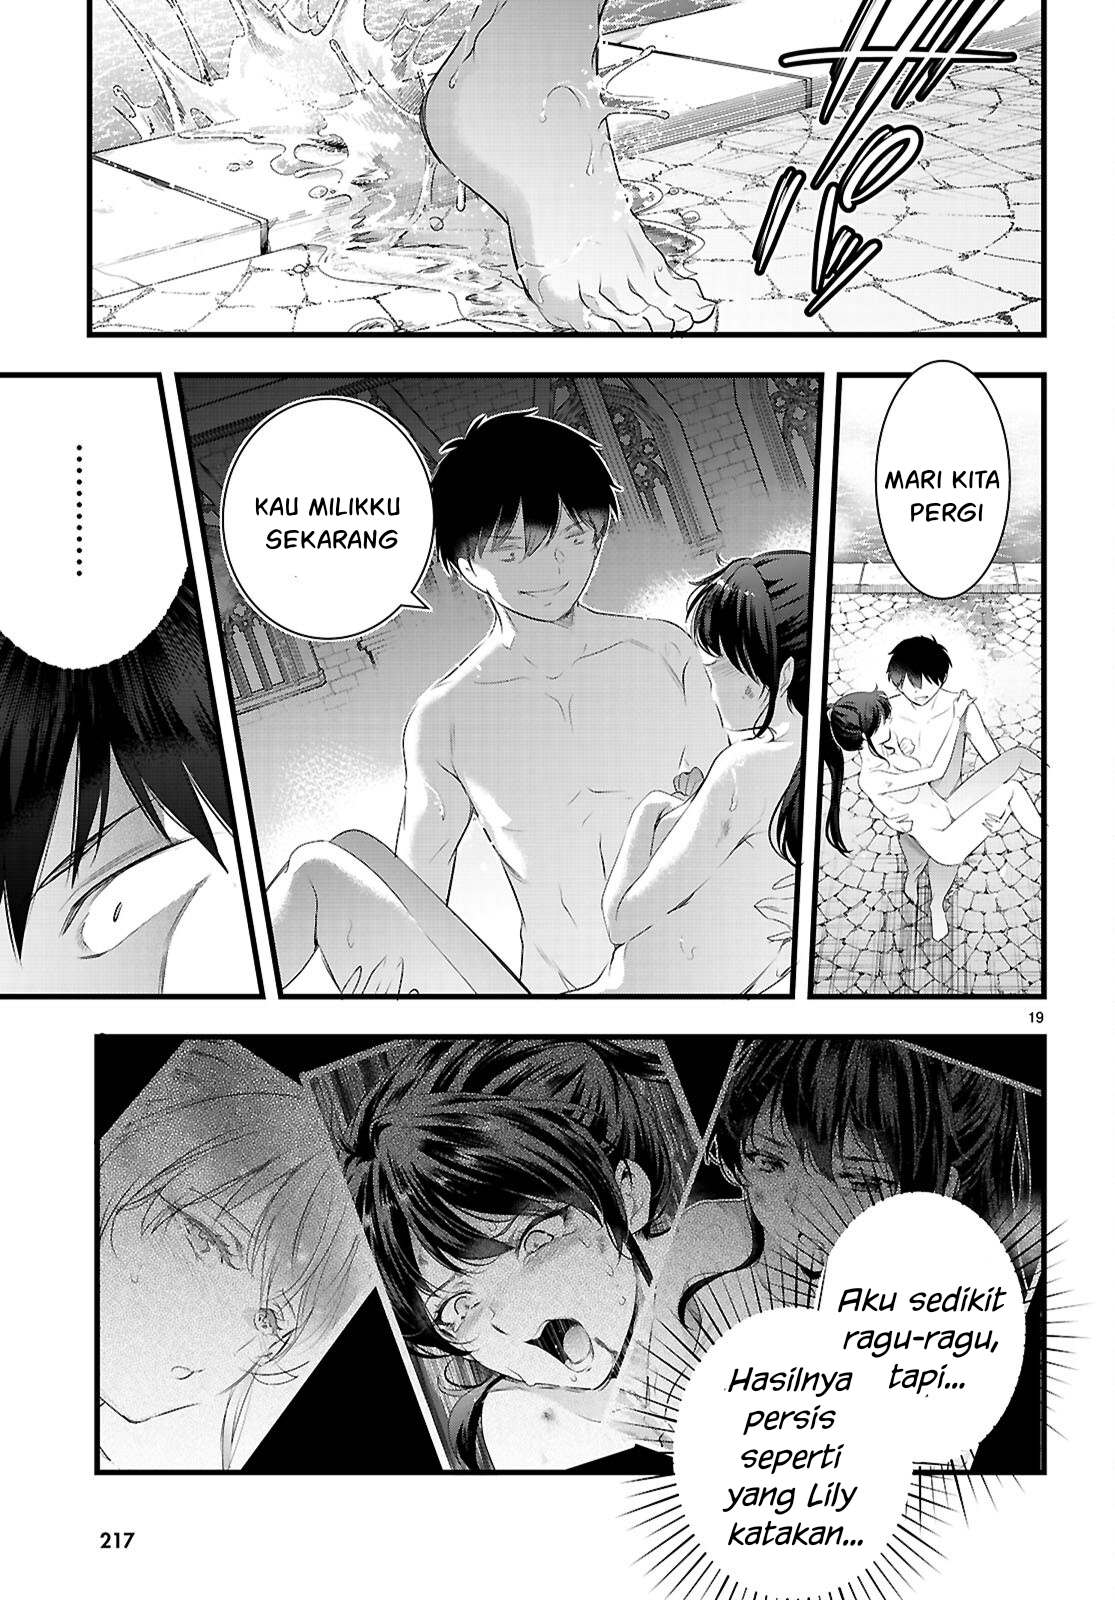 MARI KITA
PERGI
KAU MILIKKU
SEKARANG
.........
19
Aku sedikit
ragu-ragu,
tapi...
Hasilnya
persis
seperti
yang Lily
katakan...
217